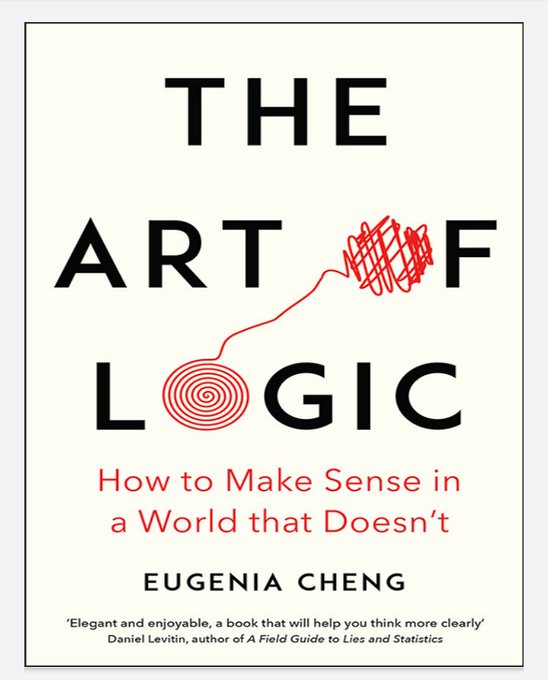 THE
ART OF
LOGIC
How to Make Sense in
a World that Doesn't
EUGENIA CHENG
'Elegant and enjoyable, a book that will help you think more clearly'
Daniel Levitin, author of A Field Guide to Lies and Statistics